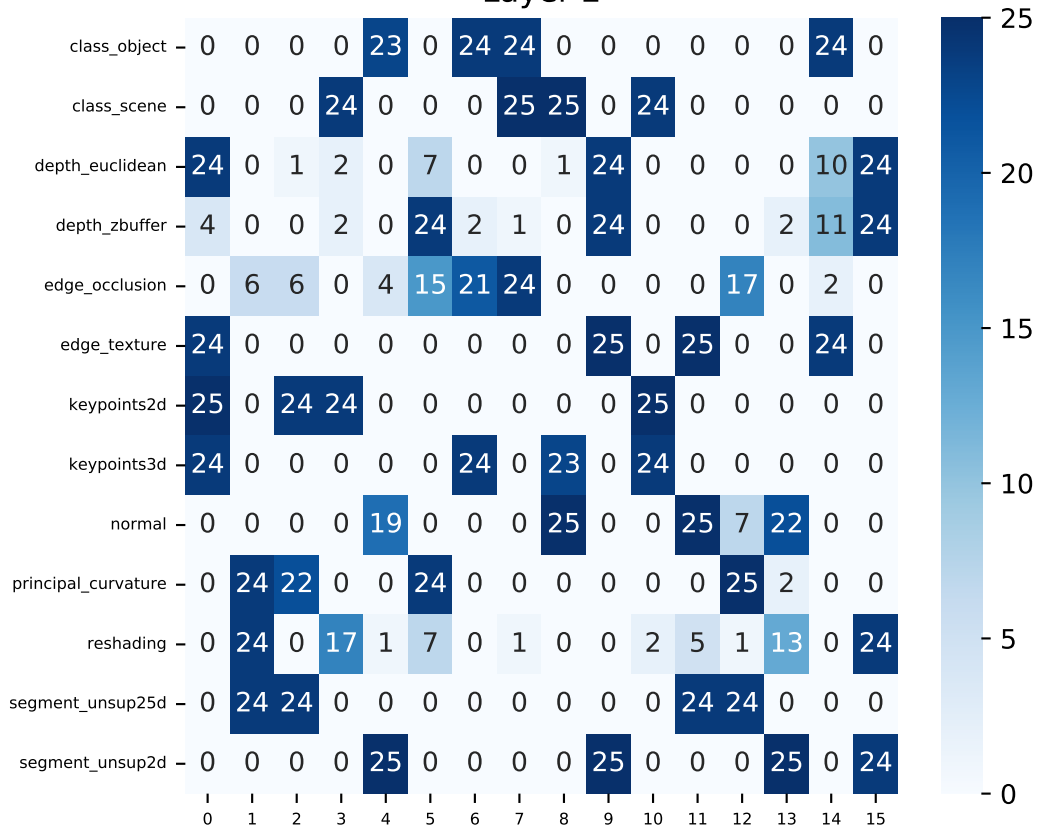 class_object 0 0 0 0 23 0 24 24 0 0 0 0 0 0 24 0
class_scene 0 0 0 24 0 0 0 25 25 0 24 0 0 0 0 0
depth_euclidean 24 0 1 2 0 7 0 0 1 24 0 0 0 0 10 24
depth_zbuffer 4 0 0 2 0 24 2 1 0 24 0 0 0 2 11 24
edge_occlusion 0 6 6 0 4 15 21 24 0 0 0 0 17 0 2 0
edge_texture 24 0 0 0 0 0 0 0 0 25 0 25 0 0 24 0
keypoints2d 25 0 24 24 0 0 0 0 0 0 25 0 0 0 0 0
keypoints3d 24 0 0 0 0 0 24 0 23 0 24 0 0 0 0 0
normal 0 0 0 0 19 0 0 0 25 0 0 25 7 22 0 0
principal_curvature 0 24 22 0 0 24 0 0 0 0 0 0 25 2 0 0
reshading 0 24 0 17 1 7 0 1 0 0 2 5 1 13 0 24
segment_unsup25d 0 24 24 0 0 0 0 0 0 0 0 24 24 0 0 0
segment_unsup2d 0 0 0 0 25 0 0 0 0 25 0 0 0 25 0 24
0 1 2 3 4 5 6 7 8 9 10 11 12 13 14 15
25
20
15
10
5
0